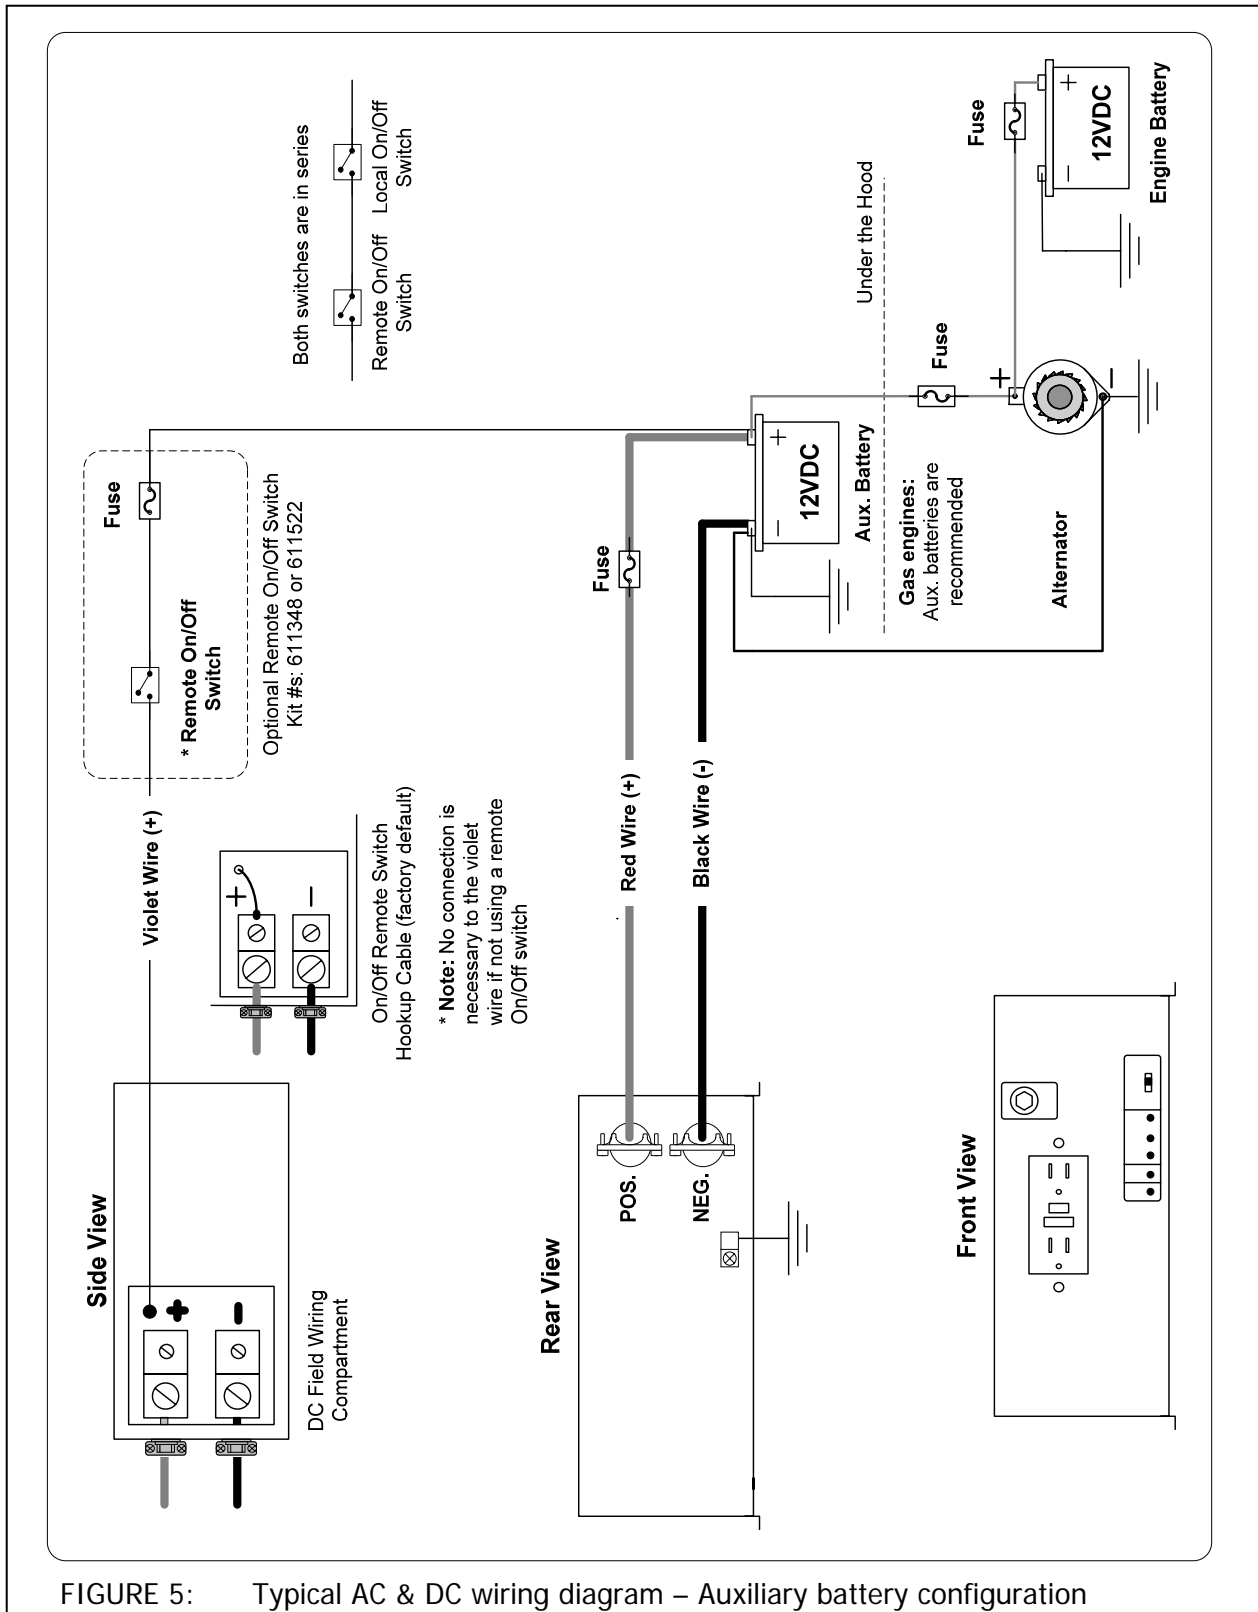 Both switches are in series
Remote On/Off
Switch
Local On/Off
Switch
Fuse
* Remote On/Off
Switch
Optional Remote On/Off Switch
Kit #s: 611348 or 611522
Violet Wire (+)
+
−
On/Off Remote Switch
Hookup Cable (factory default)
* Note: No connection is
necessary to the violet
wire if not using a remote
On/Off switch
Side View
+
−
DC Field Wiring
Compartment
Fuse
+
−
12VDC
Engine Battery
Under the Hood
Fuse
+
−
Alternator
+
−
12VDC
Aux. Battery
Gas engines:
Aux. batteries are
recommended
Fuse
Red Wire (+)
Black Wire (-)
POS.
NEG.
Rear View
Front View
FIGURE 5: Typical AC & DC wiring diagram – Auxiliary battery configuration